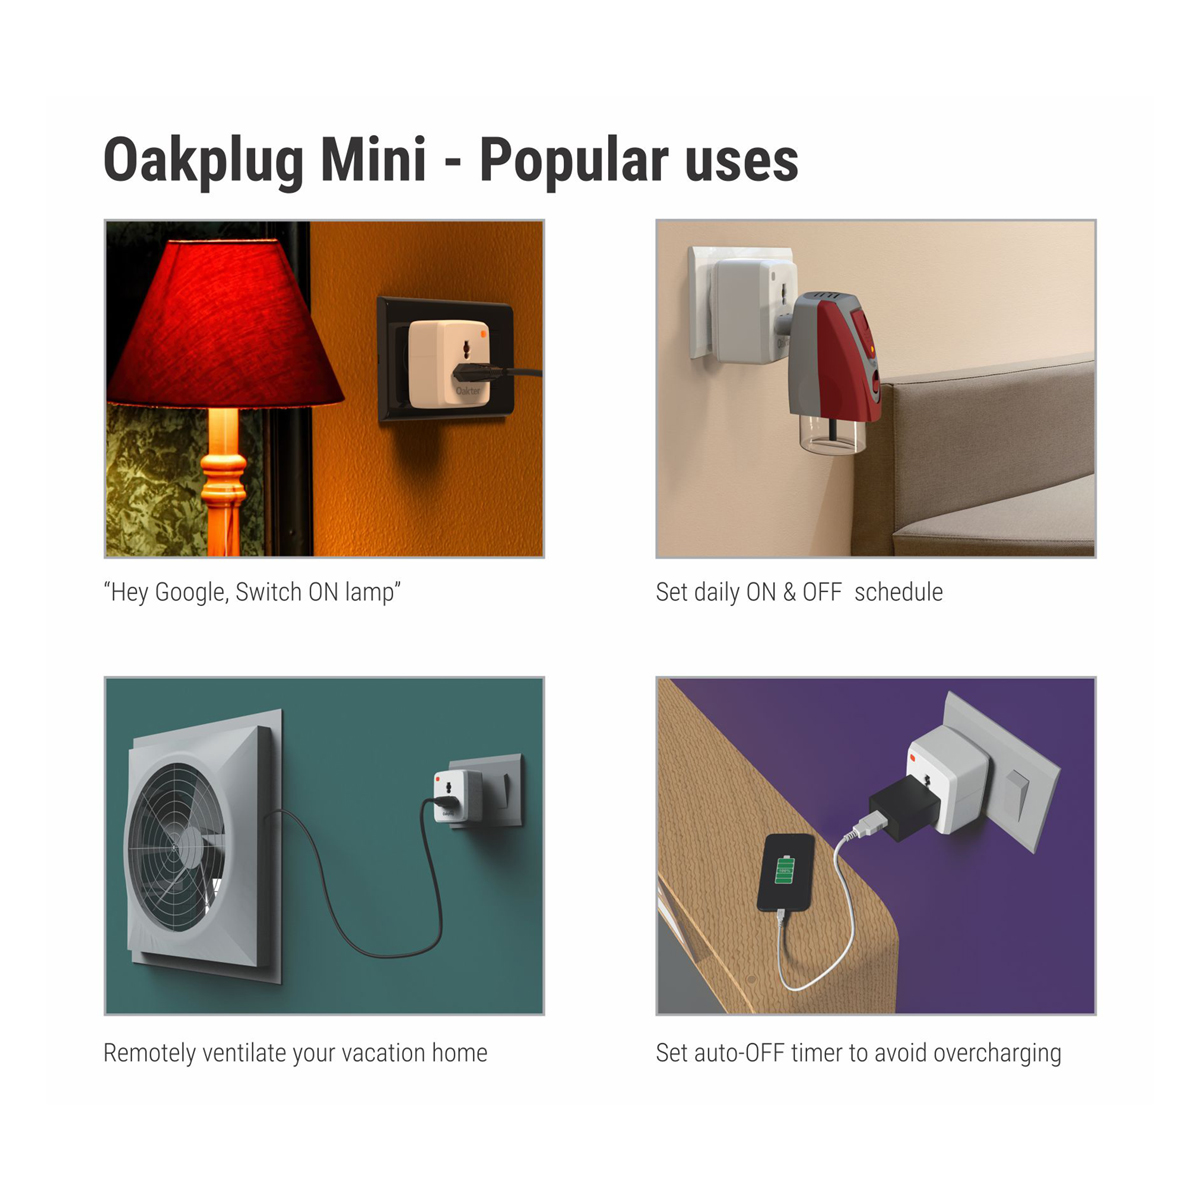 Oakplug Mini - Popular uses
Oakter
“Hey Google, Switch ON lamp”
Set daily ON & OFF  schedule
Remotely ventilate your vacation home
Set auto-OFF timer to avoid overcharging